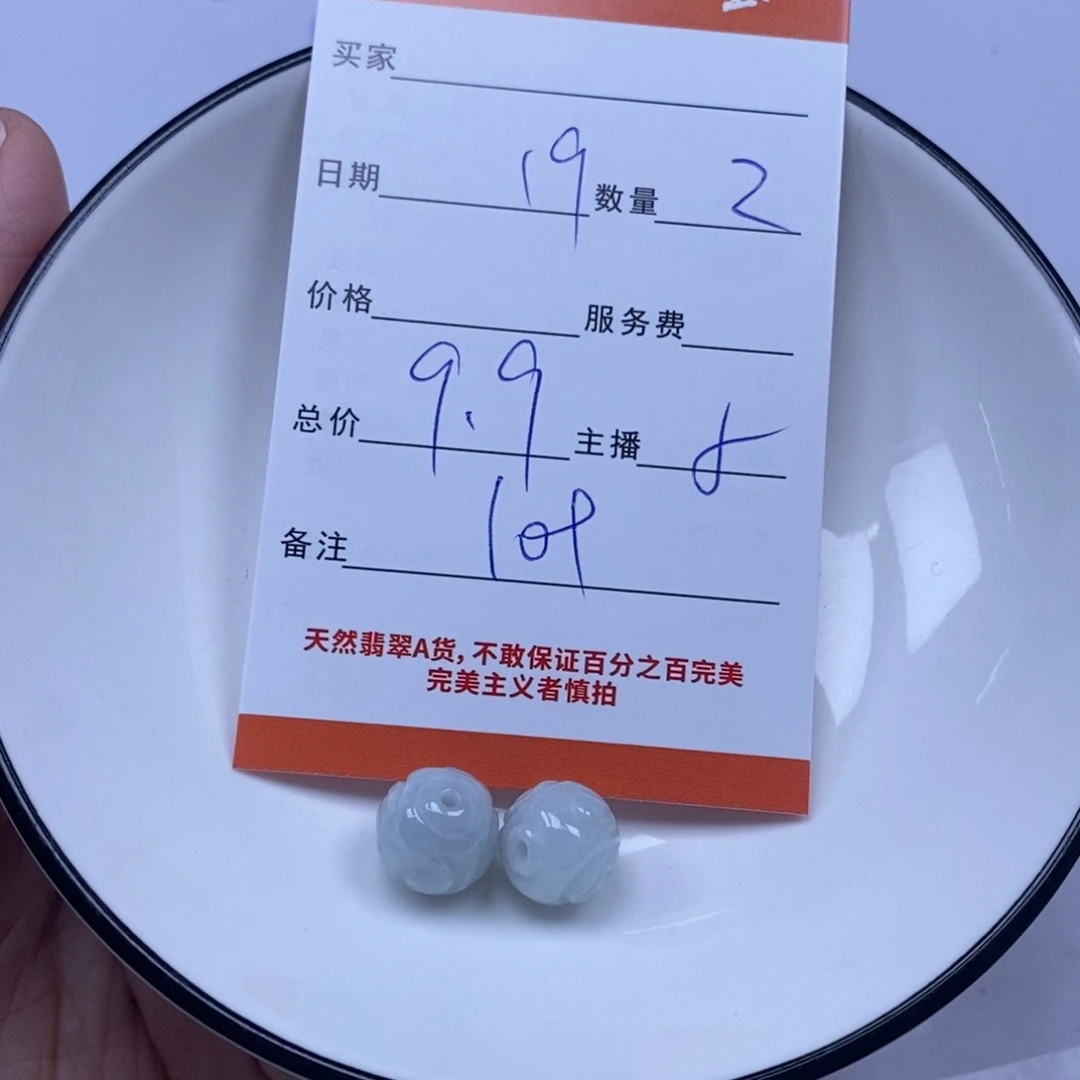 买家
日期 19 数量 2
价格 服务费
总价 9.9 主播
备注 108
天然翡翠A货,不敢保证百分之百完美
完美主义者慎拍